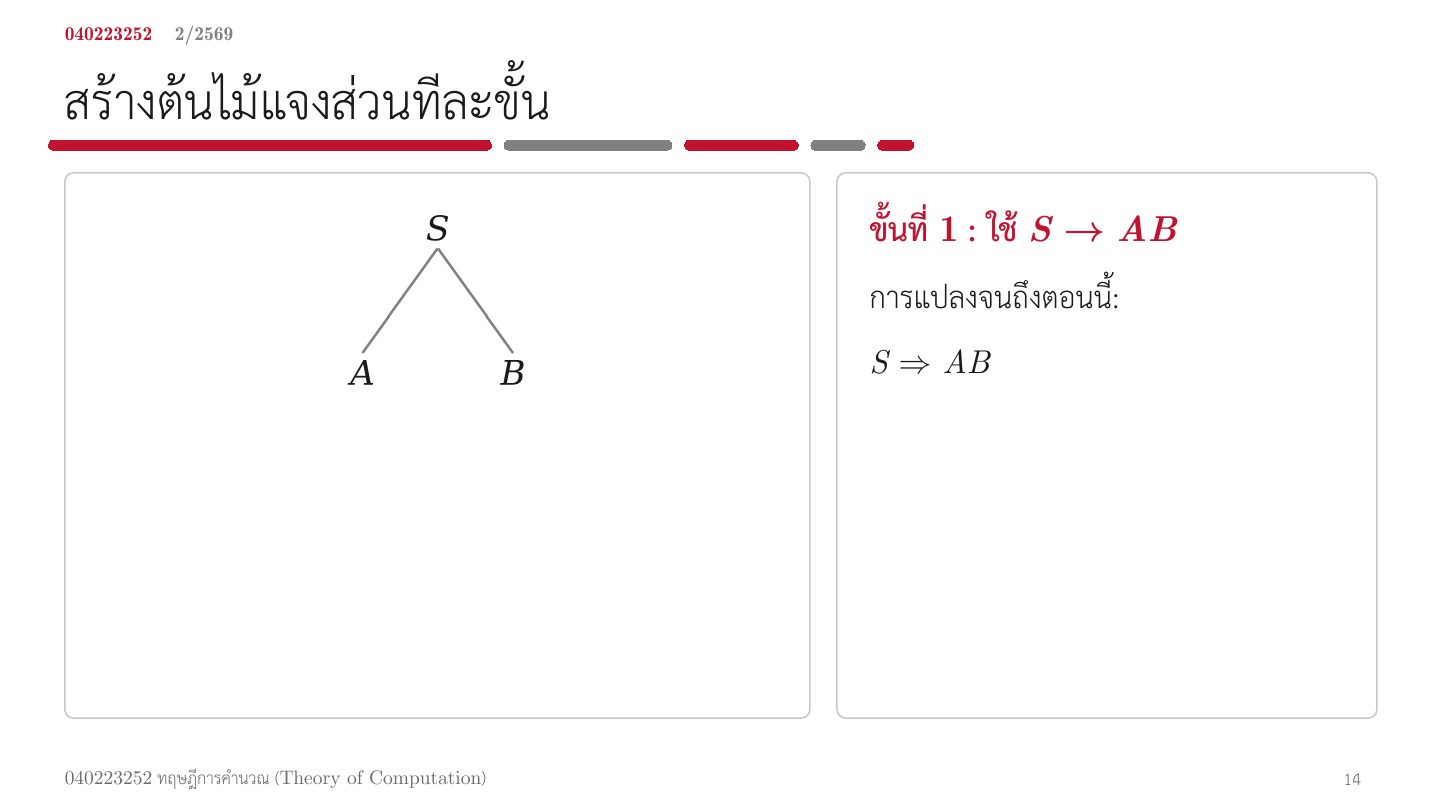 040223252 2/2569
สร้างต้นไม้แจงส่วนทีละขั้น
S
A B
ขั้นที่ 1 : ใช้ S → AB
การแปลงจนถึงตอนนี้:
S ⇒ AB
040223252 ทฤษฎีการคำนวณ (Theory of Computation)
14